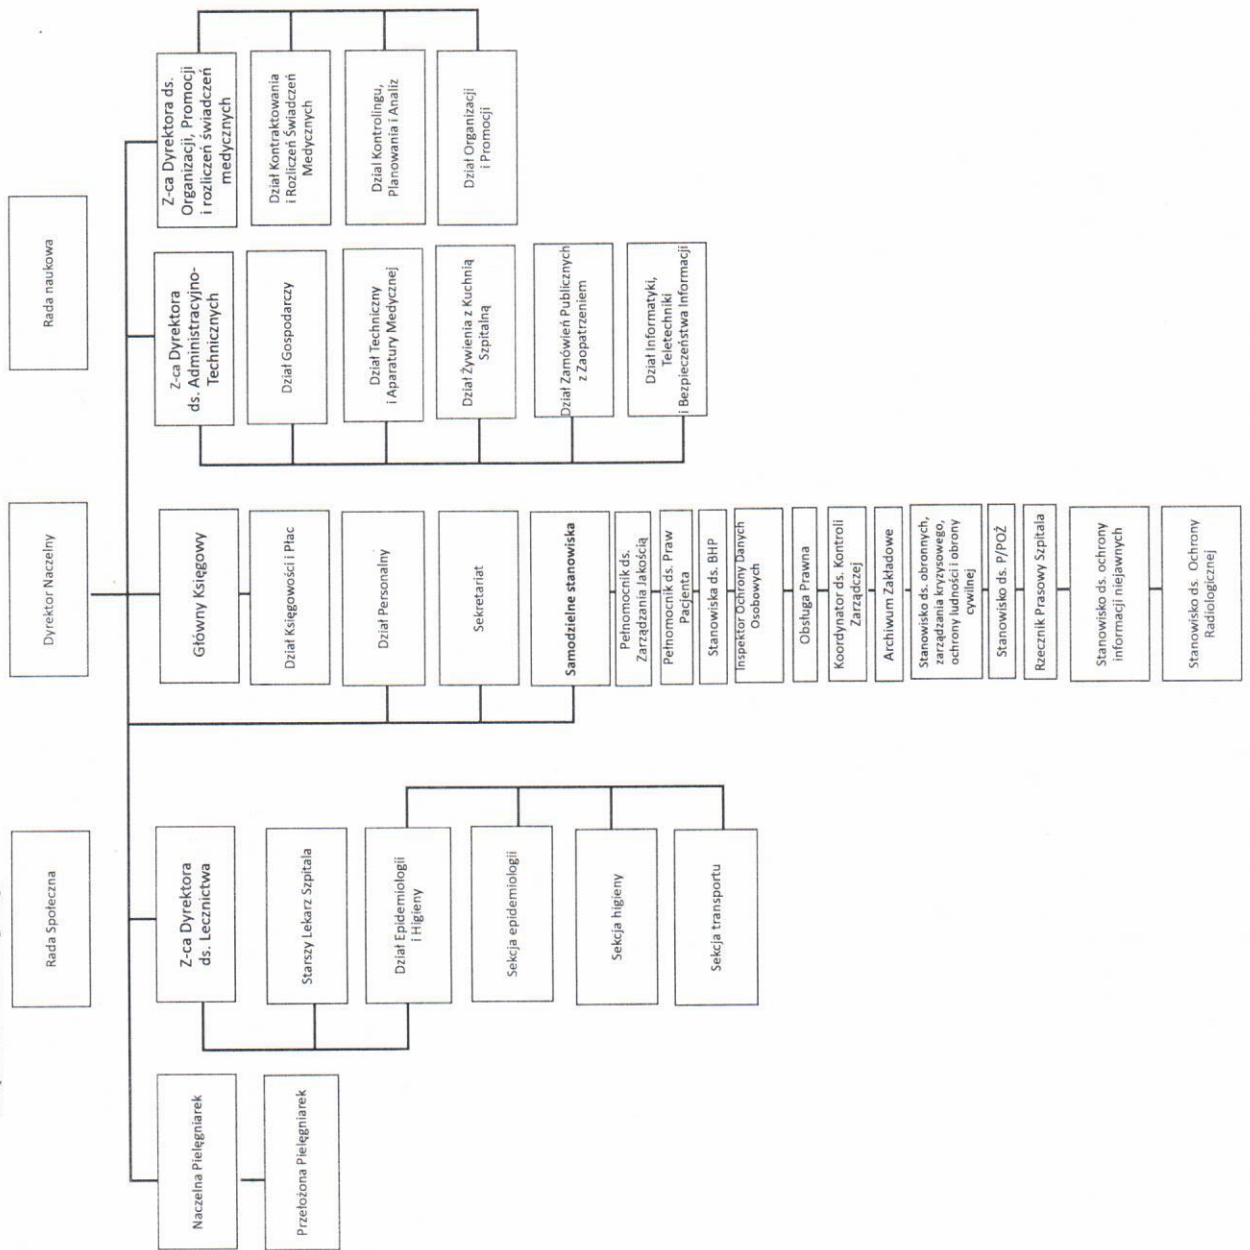 Rada Społeczna
Dyrektor Naczelny
Rada naukowa
Naczelna Pielęgniarek
Przełożona Pielęgniarek
Z-ca Dyrektora
ds. Lecznictwa
Starszy Lekarz Szpitala
Dział Epidemiologii
i Higieny
Sekcja epidemiologii
Sekcja higieny
Sekcja transportu
Główny Księgowy
Dział Księgowości i Płac
Dział Personalny
Sekretariat
Samodzielne stanowiska
Pełnomocnik ds.
Zarządzania Jakością
Pełnomocnik ds. Praw
Pacjenta
Stanowiska ds. BHP
Inspektor Ochrony Danych
Osobowych
Obsługa Prawna
Koordynator ds. Kontroli
Zarządczej
Archiwum Zakładowe
Stanowisko ds. obronnych,
zarządzania kryzysowego,
ochrony ludności i obrony
cywilnej
Stanowisko ds. P/POŻ
Rzecznik Prasowy Szpitala
Stanowisko ds. ochrony
informacji niejawnych
Stanowisko ds. Ochrony
Radiologicznej
Z-ca Dyrektora
ds. Administracyjno-
Technicznych
Dział Gospodarczy
Dział Techniczny
i Aparatury Medycznej
Dział Żywienia z Kuchnią
Szpitalną
Dział Zamówień Publicznych
z Zaopatrzeniem
Dział Informatyki,
Teletechniki
i Bezpieczeństwa Informacji
Z-ca Dyrektora ds.
Organizacji, Promocji
i rozliczeń świadczeń
medycznych
Dział Kontraktowania
i Rozliczeń Świadczeń
Medycznych
Dział Kontrolingu,
Planowania i Analiz
Dział Organizacji
i Promocji